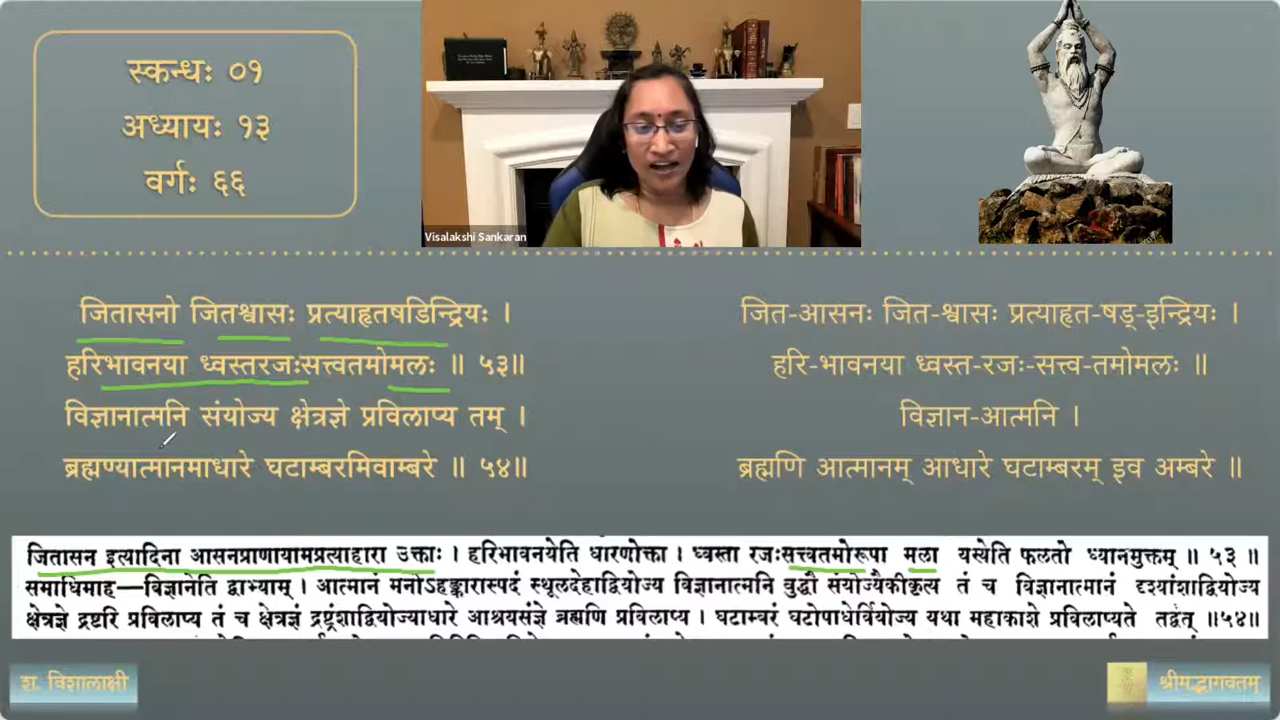 स्कन्धः ०१
अध्यायः १३
वर्गः ६६
Visalakshi Sankaran
जितासनो जितश्वासः प्रत्याहृतषडिन्द्रियः ।
हरिभावनया ध्वस्तरजःसत्त्वतमोमलः ॥ ५३॥
विज्ञानात्मनि संयोज्य क्षेत्रज्ञे प्रविलाप्य तम् ।
ब्रह्मण्यात्मानमाधारे घटाम्बरमिवाम्बरे ॥ ५४॥
जित-आसनः जित-श्वासः प्रत्याहृत-षड्-इन्द्रियः ।
हरि-भावनया ध्वस्त-रजः-सत्त्व-तमोमलः ॥
विज्ञान-आत्मनि ।
ब्रह्मणि आत्मानम् आधारे घटाम्बरम् इव अम्बरे ॥
जितासन इत्यादिना आसनप्राणायामप्रत्याहारा उक्ताः । हरिभावनयेति धारणोक्ता । ध्वस्ता रजःसत्त्वतमोरूपा मला यस्येति फलतो ध्यानमुक्तम् ॥ ५३ ॥
समाधिमाह—विज्ञानेति द्वाभ्याम् । आत्मानं मनोऽहङ्कारास्पदं स्थूलदेहाद्वियोज्य विज्ञानात्मनि बुद्धौ संयोज्यैकीकृत्य तं च विज्ञानात्मानं दृश्यांशाद्वियोज्य
क्षेत्रज्ञे द्रष्टरि प्रविलाप्य तं च क्षेत्रज्ञं द्रष्ट्रंशाद्वियोज्याधारे आश्रयसंज्ञे ब्रह्मणि प्रविलाप्य । घटाम्बरं घटोपाधेर्वियोज्य यथा महाकाशे प्रविलाप्यते तद्वत् ॥५४॥
श. विशालाक्षी
श्रीमद्भागवतम्